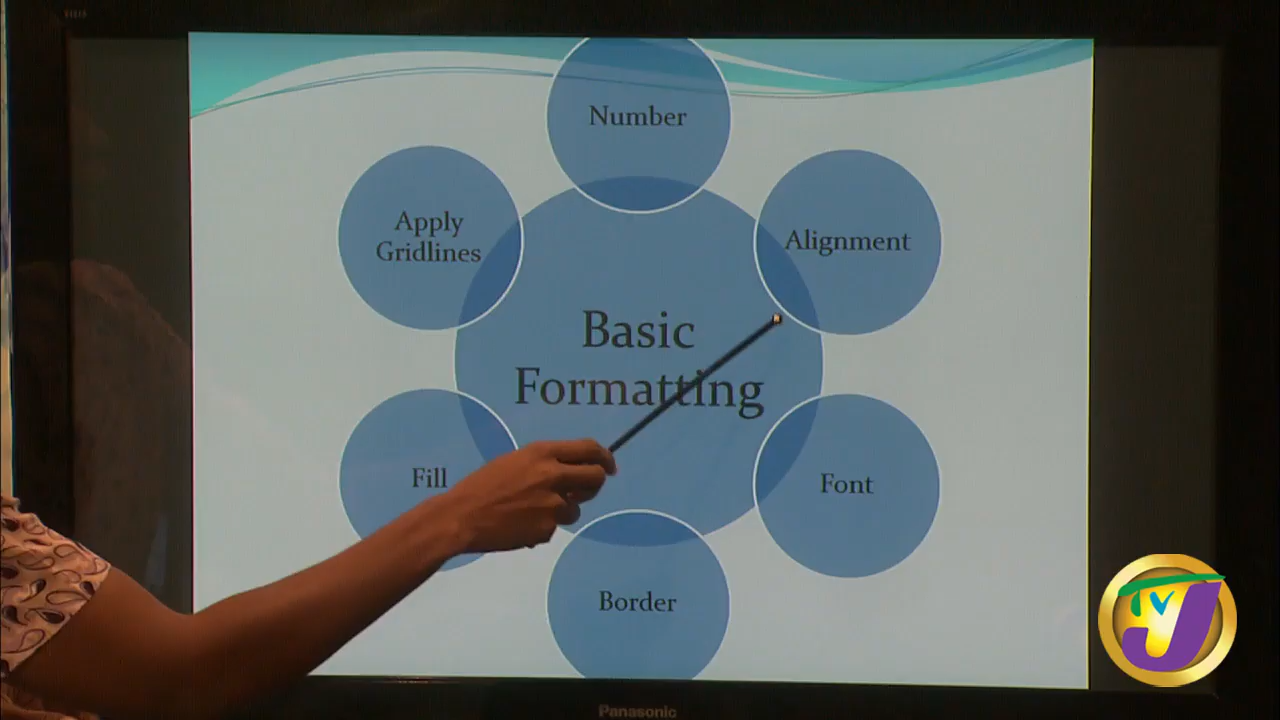 Number
Apply
Gridlines
Alignment
Basic
Formatting
Fill
Font
Border
TVJ
Panasonic